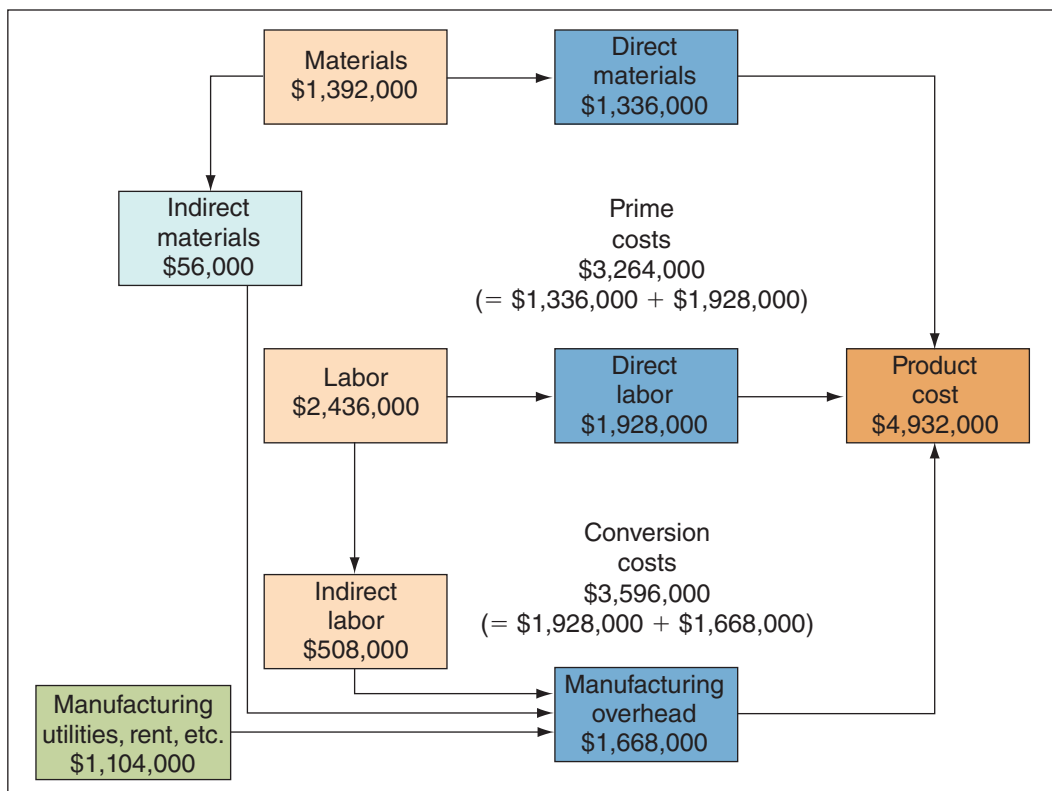 Materials
$1,392,000
Direct
materials
$1,336,000
Indirect
materials
$56,000
Prime
costs
$3,264,000
(= $1,336,000 + $1,928,000)
Labor
$2,436,000
Direct
labor
$1,928,000
Product
cost
$4,932,000
Conversion
costs
$3,596,000
(= $1,928,000 + $1,668,000)
Indirect
labor
$508,000
Manufacturing
utilities, rent, etc.
$1,104,000
Manufacturing
overhead
$1,668,000